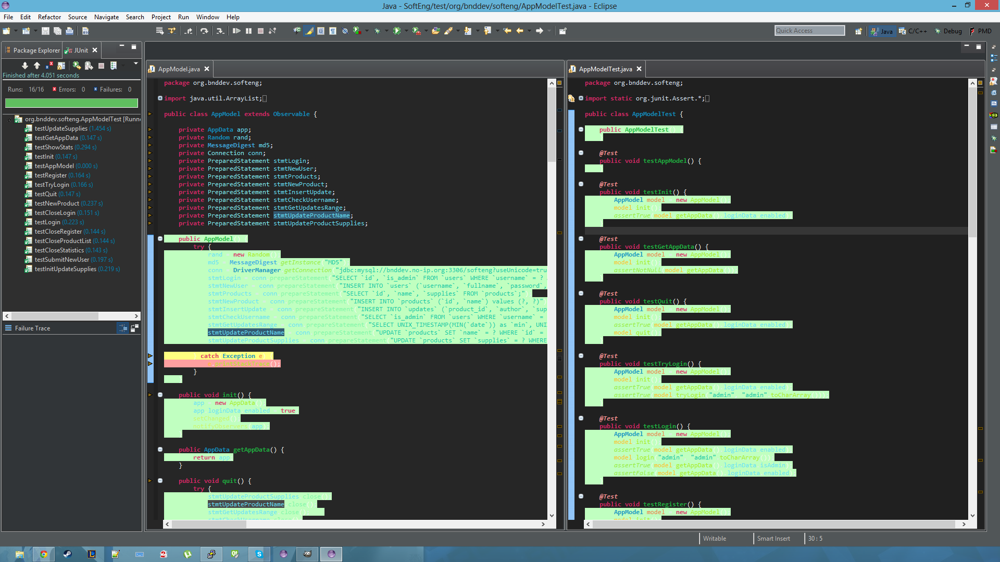 Java - SoftEng/test/org/bnddev/softeng/AppModelTest.java - Eclipse
File Edit Refactor Source Navigate Search Project Run Window Help
Quick Access
Java C/C++ Debug PMD
Package Explorer JUnit
Finished after 4.051 seconds
Runs: 16/16 Errors: 0 Failures: 0
org.bnddev.softeng.AppModelTest [Runne
testUpdateSupplies (1.454 s)
testGetAppData (0.147 s)
testShowStats (0.294 s)
testInit (0.147 s)
testAppModel (0.000 s)
testRegister (0.164 s)
testTryLogin (0.166 s)
testQuit (0.147 s)
testNewProduct (0.237 s)
testCloseLogin (0.151 s)
testLogin (0.223 s)
testCloseRegister (0.144 s)
testCloseProductList (0.144 s)
testCloseStatistics (0.143 s)
testSubmitNewUser (0.197 s)
testInitUpdateSupplies (0.219 s)
Failure Trace
AppModel.java
package org.bnddev.softeng;
import java.util.ArrayList;
public class AppModel extends Observable {
private AppData app;
private Random rand;
private MessageDigest md5;
private Connection conn;
private PreparedStatement stmtLogin;
private PreparedStatement stmtNewUser;
private PreparedStatement stmtProducts;
private PreparedStatement stmtNewProduct;
private PreparedStatement stmtInsertUpdate;
private PreparedStatement stmtCheckUsername;
private PreparedStatement stmtGetUpdatesRange;
private PreparedStatement stmtUpdateProductName;
private PreparedStatement stmtUpdateProductSupplies;
public AppModel() {
try {
rand new Random()
md5 MessageDigest getInstance("MD5")
conn DriverManager getConnection("jdbc:mysql://bnddev.no-ip.org:3306/softeng?useUnicode=tru
stmtLogin conn prepareStatement("SELECT `id`, `is_admin` FROM `users` WHERE `username` = ?
stmtNewUser = conn prepareStatement("INSERT INTO `users` (`username`, `fullname`, `password`,
stmtProducts conn prepareStatement("SELECT `id`, `name`, `supplies` FROM `products`;")
stmtNewProduct = conn prepareStatement("INSERT INTO `products` (`id`, `name`) values (?, ?)")
stmtInsertUpdate conn prepareStatement("INSERT INTO `updates` (`product_id`, `author`, `sup
stmtCheckUsername = conn prepareStatement("SELECT `is_admin` FROM `users` WHERE `username` =
stmtGetUpdatesRange conn prepareStatement("SELECT UNIX_TIMESTAMP(MIN(`date`)) as `min`, UNI
stmtUpdateProductName = conn prepareStatement("UPDATE `products` SET `name` = ? WHERE `id` =
stmtUpdateProductSupplies conn prepareStatement("UPDATE `products` SET `supplies` = ? WHERE
catch Exception e
();
}
public void init() {
app new AppData()
app loginData enabled true
setChanged()
notifyObservers(app)
public AppData getAppData() {
return app
}
public void quit() {
try {
stmtUpdateProductSupplies close()
stmtUpdateProductName close()
stmtGetUpdatesRange close()
stmtCheckUsername close()
AppModelTest.java
package org.bnddev.softeng;
import static org.junit.Assert.*;
public class AppModelTest {
public AppModelTest
@Test
public void testAppModel() {
@Test
public void testInit() {
AppModel model new AppModel()
model init()
assertTrue(model getAppData() loginData enabled)
@Test
public void testGetAppData() {
AppModel model new AppModel()
model init()
assertNotNull(model getAppData())
@Test
public void testQuit() {
AppModel model new AppModel()
model init()
assertTrue(model getAppData() loginData enabled)
model quit()
@Test
public void testTryLogin() {
AppModel model new AppModel()
model init()
assertTrue(model getAppData() loginData enabled)
assertTrue(model tryLogin("admin" "admin" toCharArray()))
@Test
public void testLogin() {
AppModel model new AppModel()
model init()
assertTrue(model getAppData() loginData enabled)
model login("admin" "admin" toCharArray())
assertTrue(model getAppData() loginData isAdmin)
assertFalse(model getAppData() loginData enabled)
@Test
public void testRegister() {
AppModel model new AppModel()
model init()
Writable Smart Insert 30 : 5